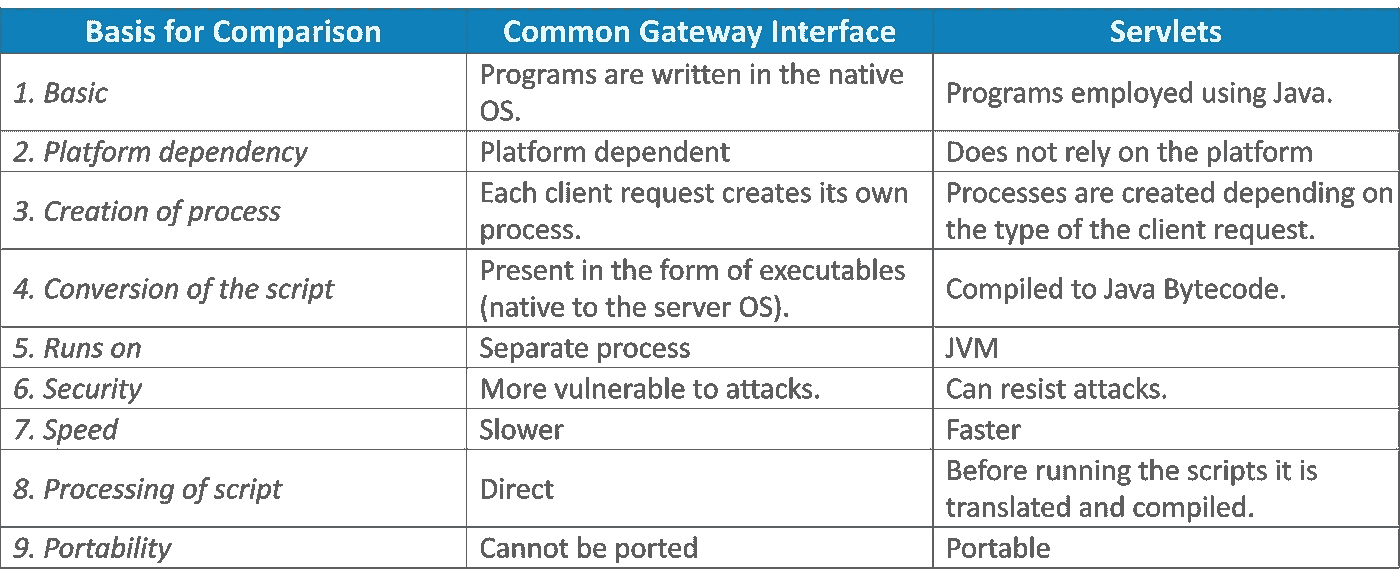 Basis for Comparison Common Gateway Interface Servlets
1. Basic Programs are written in the native OS. Programs employed using Java.
2. Platform dependency Platform dependent Does not rely on the platform
3. Creation of process Each client request creates its own process. Processes are created depending on the type of the client request.
4. Conversion of the script Present in the form of executables (native to the server OS). Compiled to Java Bytecode.
5. Runs on Separate process JVM
6. Security More vulnerable to attacks. Can resist attacks.
7. Speed Slower Faster
8. Processing of script Direct Before running the scripts it is translated and compiled.
9. Portability Cannot be ported Portable